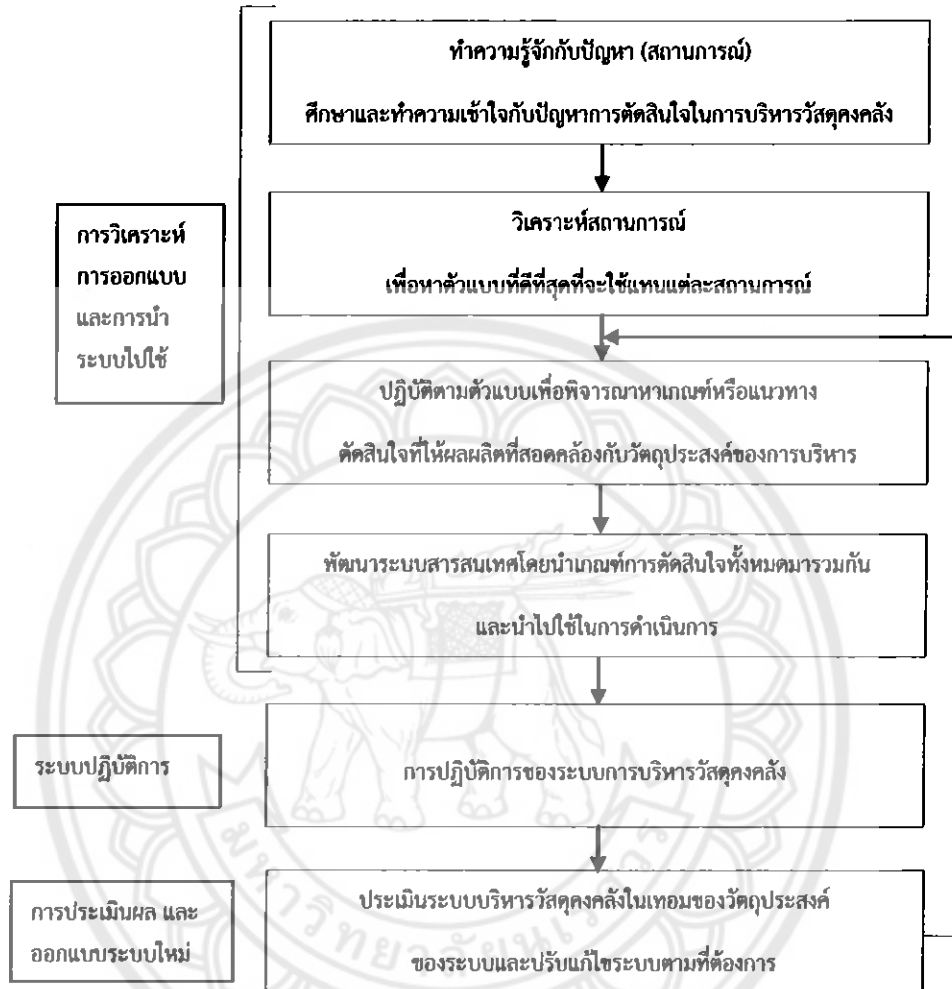 ทำความรู้จักกับปัญหา (สถานการณ์)
ศึกษาและทำความเข้าใจกับปัญหาการตัดสินใจในการบริหารวัสดุคงคลัง
การวิเคราะห์
การออกแบบ
และการนำ
ระบบไปใช้
วิเคราะห์สถานการณ์
เพื่อหาตัวแบบที่ดีที่สุดที่จะใช้แทนแต่ละสถานการณ์
ปฏิบัติตามตัวแบบเพื่อพิจารณาหาเกณฑ์หรือแนวทาง
ตัดสินใจที่ให้ผลผลิตที่สอดคล้องกับวัตถุประสงค์ของการบริหาร
พัฒนาระบบสารสนเทศโดยนำเกณฑ์การตัดสินใจทั้งหมดมารวมกัน
และนำไปใช้ในการดำเนินการ
ระบบปฏิบัติการ
การปฏิบัติการของระบบการบริหารวัสดุคงคลัง
การประเมินผล และ
ออกแบบระบบใหม่
ประเมินระบบบริหารวัสดุคงคลังในเทอมของวัตถุประสงค์
ของระบบและปรับแก้ไขระบบตามที่ต้องการ
มหาวิทยาลัยนเรศวร